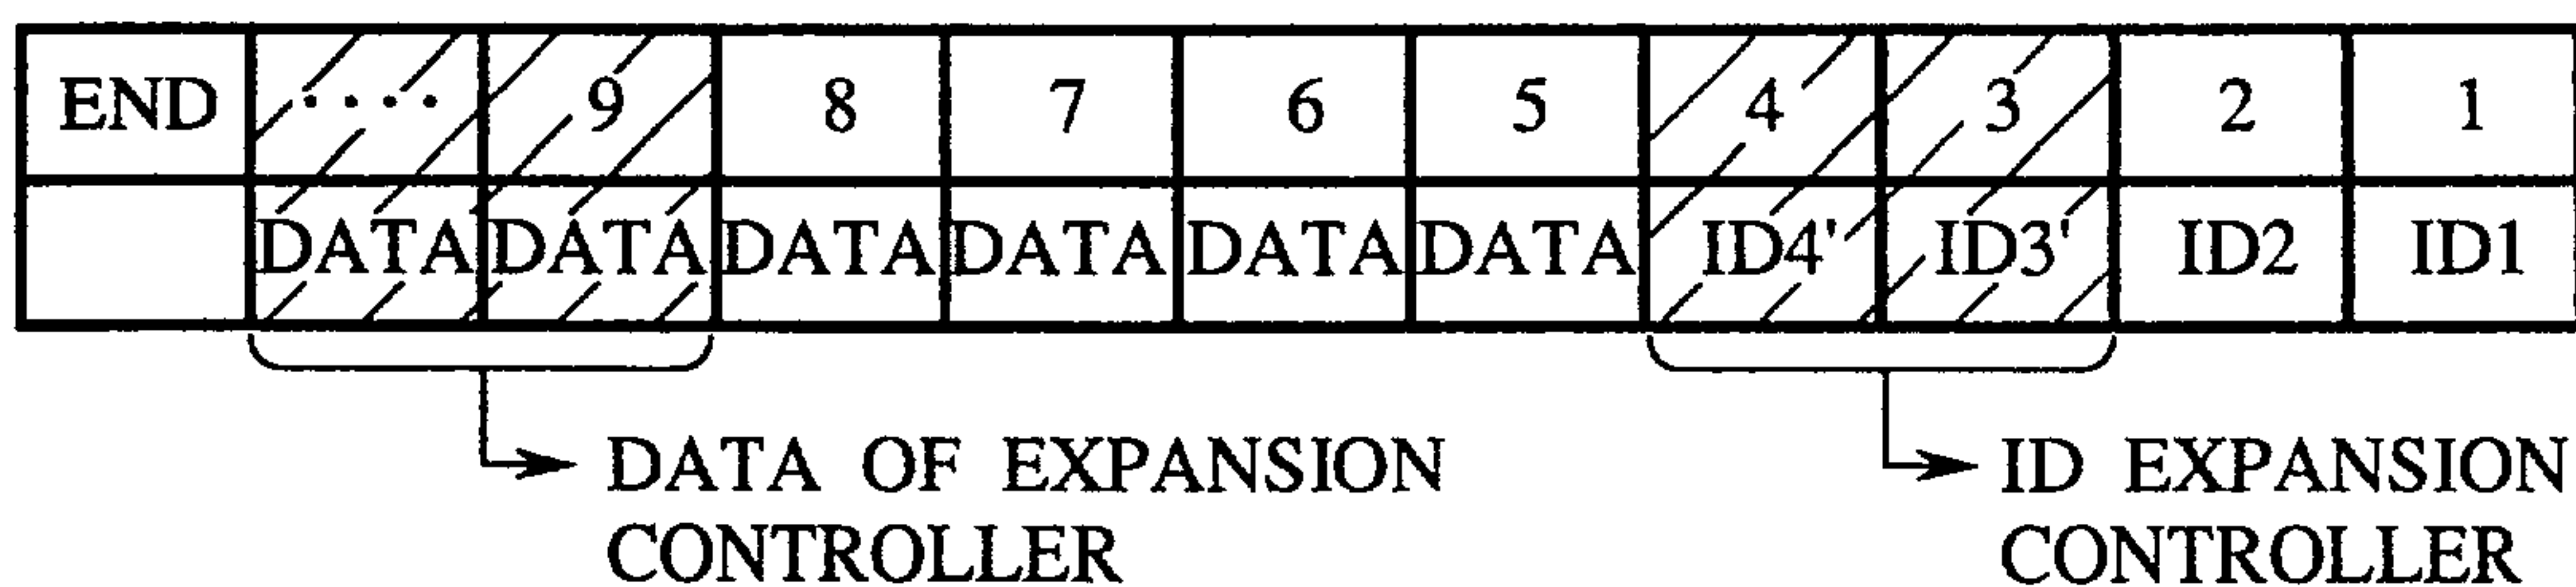 END ···· 9 8 7 6 5 4 3 2 1
DATA DATA DATA DATA DATA DATA ID4' ID3' ID2 ID1
DATA OF EXPANSION
CONTROLLER
ID EXPANSION
CONTROLLER